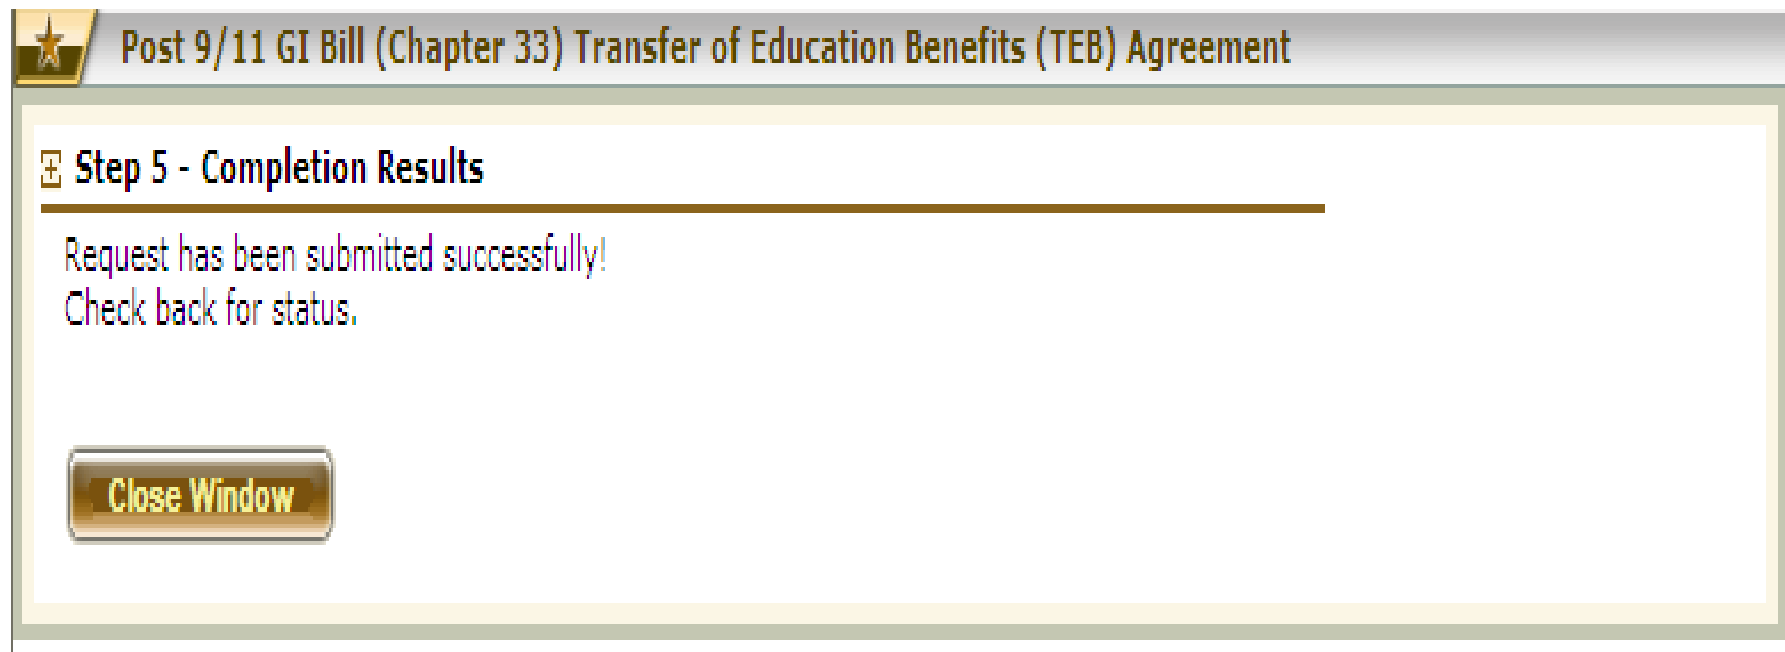 Post 9/11 GI Bill (Chapter 33) Transfer of Education Benefits (TEB) Agreement
Step 5 - Completion Results
Request has been submitted successfully!
Check back for status.
Close Window